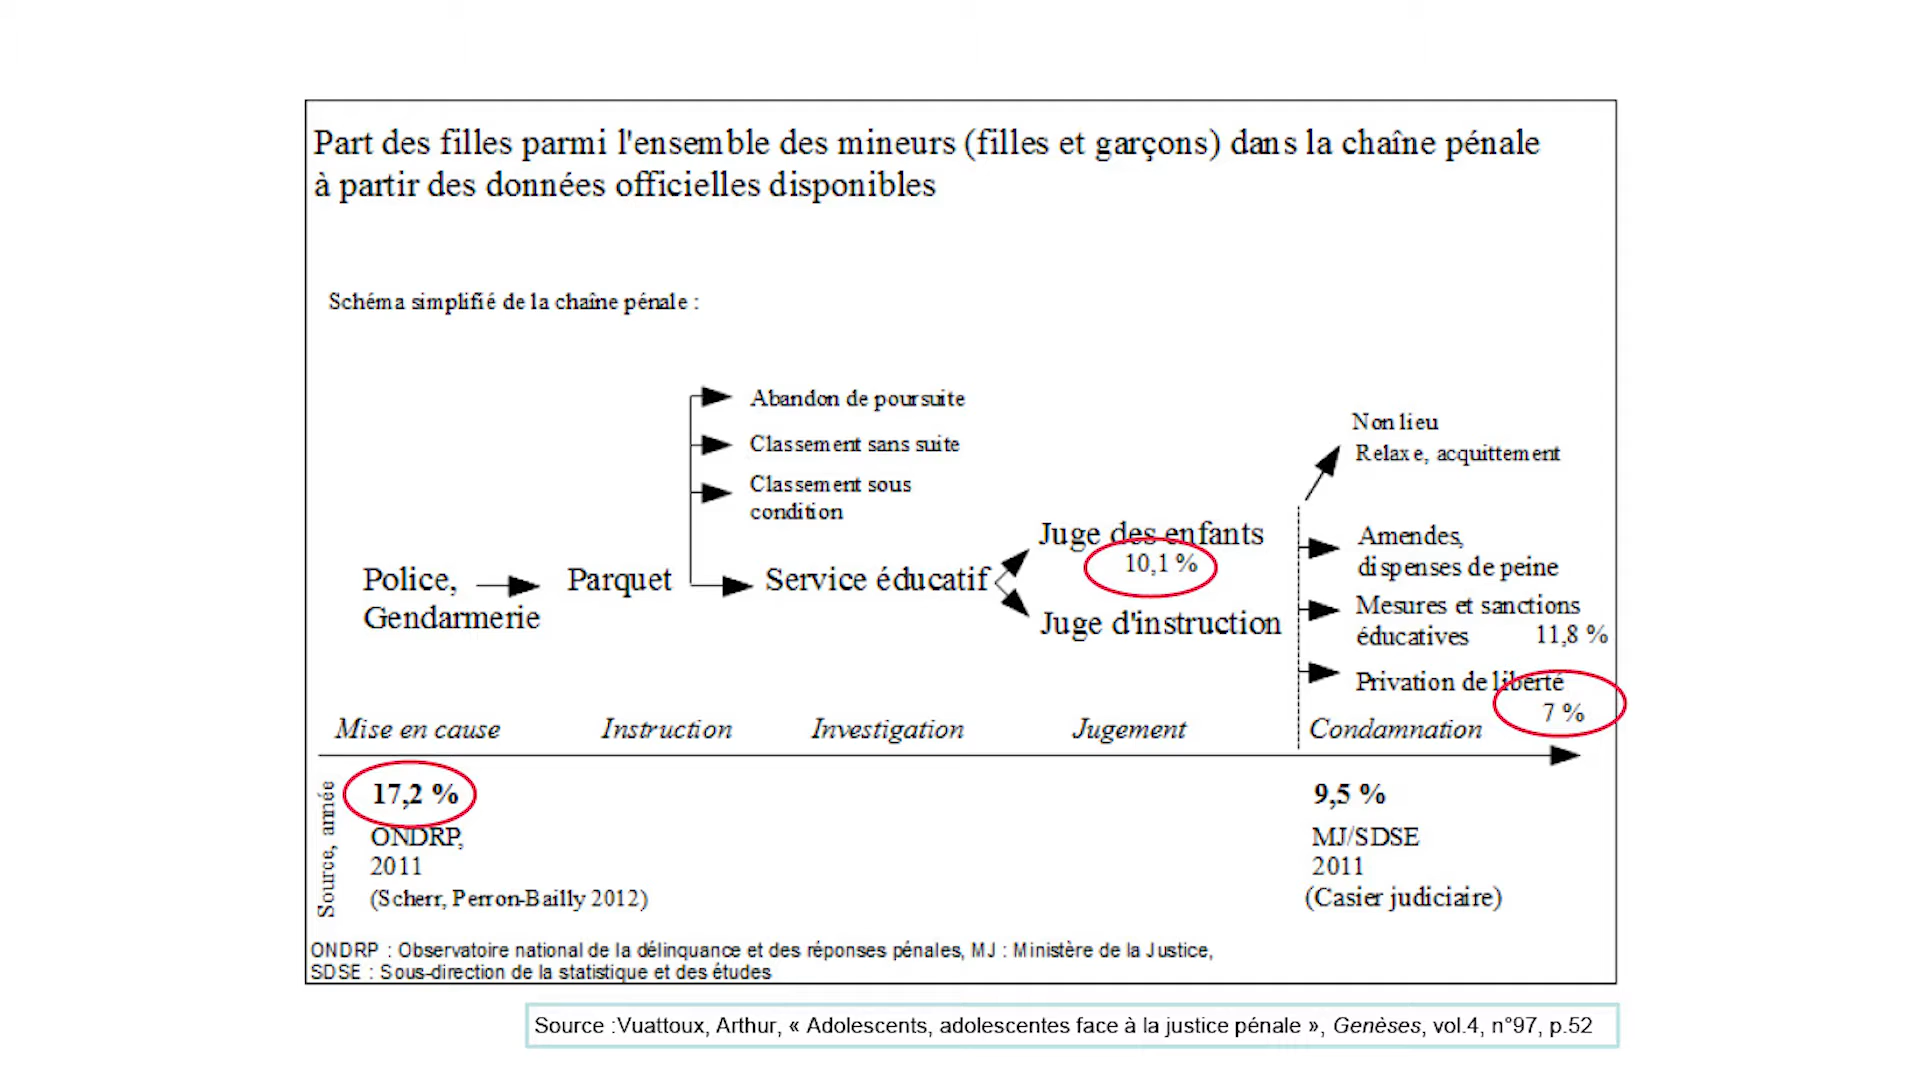 Part des filles parmi l'ensemble des mineurs (filles et garçons) dans la chaîne pénale
à partir des données officielles disponibles
Schéma simplifié de la chaîne pénale :
Abandon de poursuite
Classement sans suite
Classement sous
condition
Non lieu
Relaxe, acquittement
Police,
Gendarmerie
Parquet
Service éducatif
Juge des enfants
10,1 %
Juge d'instruction
Amendes,
dispenses de peine
Mesures et sanctions
éducatives 11,8 %
Privation de liberté
7 %
Mise en cause Instruction Investigation Jugement Condamnation
Source, année
17,2 %
ONDRP,
2011
(Scherr, Perron-Bailly 2012)
9,5 %
MJ/SDSE
2011
(Casier judiciaire)
ONDRP : Observatoire national de la délinquance et des réponses pénales, MJ : Ministère de la Justice,
SDSE : Sous-direction de la statistique et des études
Source :Vuattoux, Arthur, « Adolescents, adolescentes face à la justice pénale », Genèses, vol.4, n°97, p.52